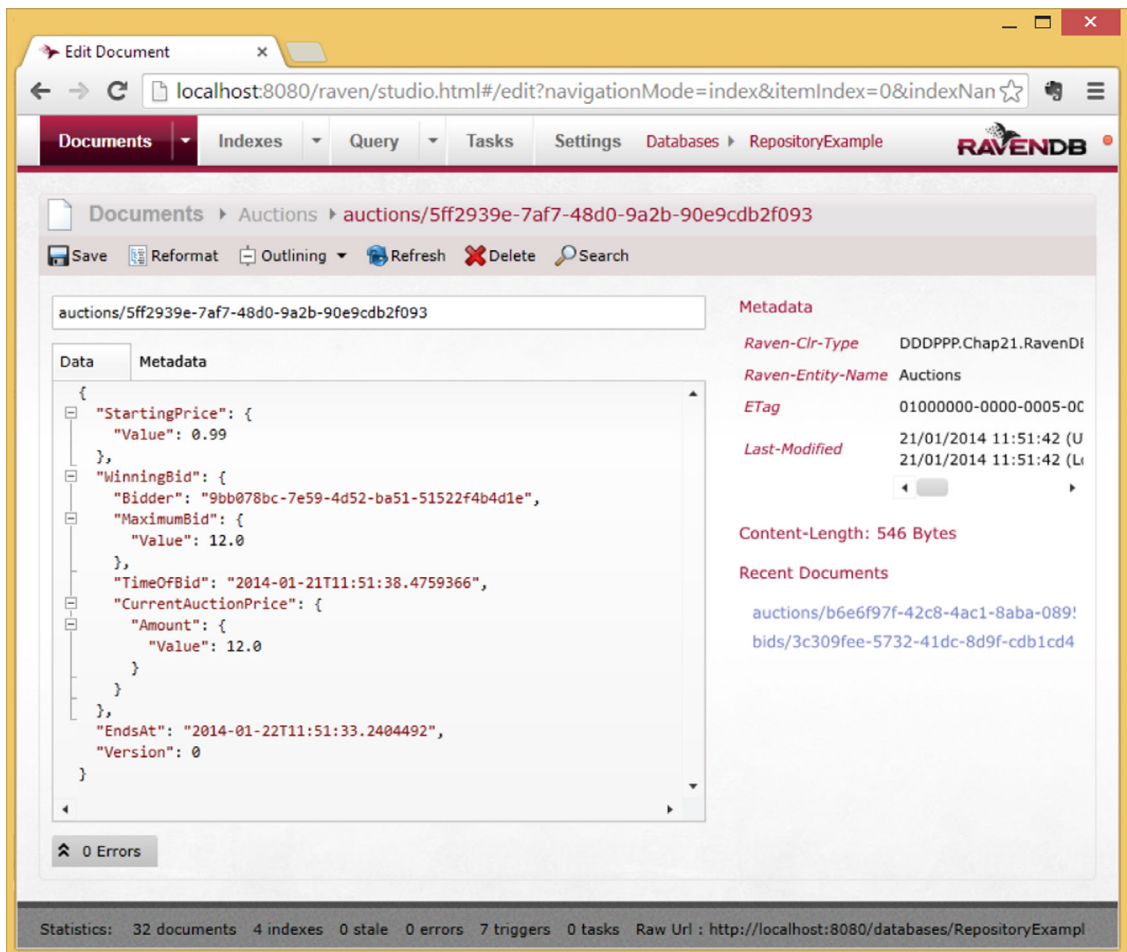 Edit Document
localhost:8080/raven/studio.html#/edit?navigationMode=index&itemIndex=0&indexNan
Documents Indexes Query Tasks Settings Databases RepositoryExample RAVENDB
Documents Auctions auctions/5ff2939e-7af7-48d0-9a2b-90e9cdb2f093
Save Reformat Outlining Refresh Delete Search
auctions/5ff2939e-7af7-48d0-9a2b-90e9cdb2f093
Data Metadata
{
"StartingPrice": {
"Value": 0.99
},
"WinningBid": {
"Bidder": "9bb078bc-7e59-4d52-ba51-51522f4b4d1e",
"MaximumBid": {
"Value": 12.0
},
"TimeOfBid": "2014-01-21T11:51:38.4759366",
"CurrentAuctionPrice": {
"Amount": {
"Value": 12.0
}
}
},
"EndsAt": "2014-01-22T11:51:33.2404492",
"Version": 0
}
0 Errors
Metadata
Raven-Clr-Type DDDPPP.Chap21.RavenDE
Raven-Entity-Name Auctions
ETag 01000000-0000-0005-00
Last-Modified 21/01/2014 11:51:42 (U
21/01/2014 11:51:42 (Lo
Content-Length: 546 Bytes
Recent Documents
auctions/b6e6f97f-42c8-4ac1-8aba-089
bids/3c309fee-5732-41dc-8d9f-cdb1cd4
Statistics: 32 documents 4 indexes 0 stale 0 errors 7 triggers 0 tasks Raw Url : http://localhost:8080/databases/RepositoryExampl